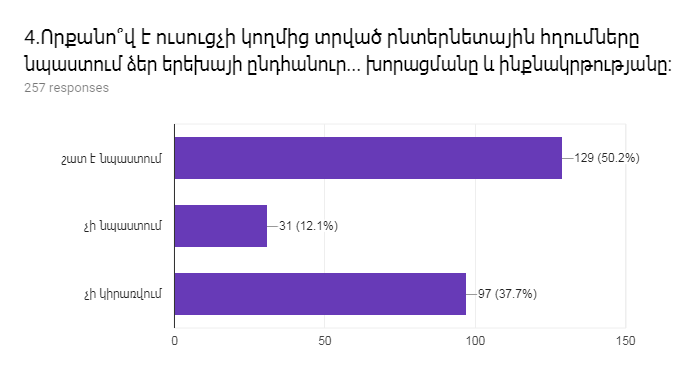 4.Որքանո՞վ է ուսուցչի կողմից տրված ընտերնետային հղումները
նպաստում ձեր երեխայի ընդհանուր... խորացմանը և ինքնակրթությանը:
257 responses
շատ է նպաստում
129 (50.2%)
չի նպաստում
31 (12.1%)
չի կիրառվում
97 (37.7%)
0 50 100 150